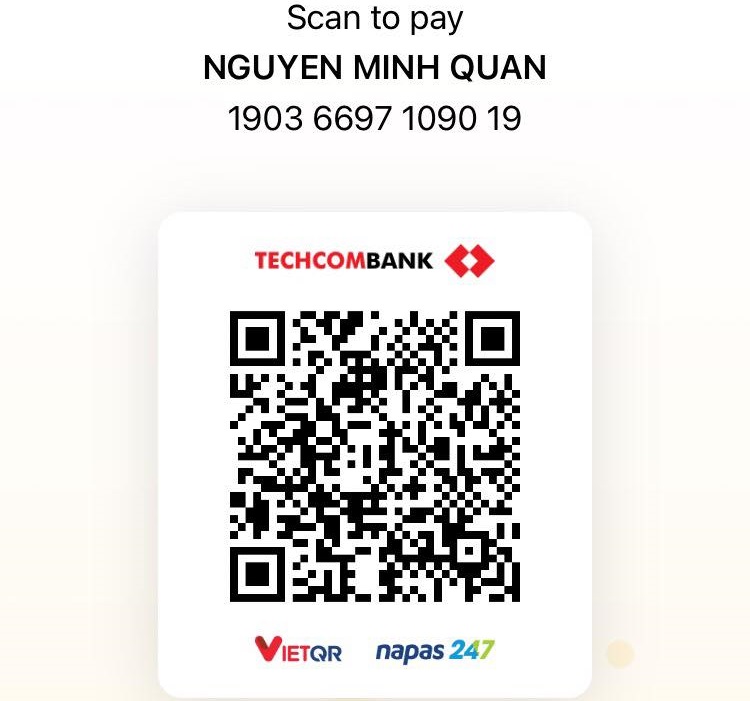 Scan to pay
NGUYEN MINH QUAN
1903 6697 1090 19
TECHCOMBANK
VIETQR napas 247